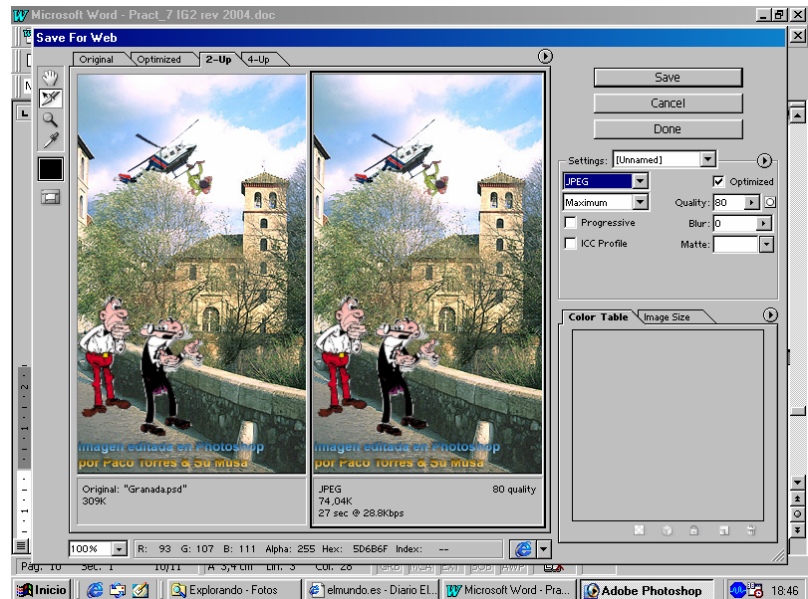 Microsoft Word - Pract_7 IG2 rev 2004.doc
Save For Web
Original
Optimized
2-Up
4-Up
Save
Cancel
Done
Settings: [Unnamed]
JPEG
Optimized
Maximum
Quality: 80
Progressive
Blur: 0
ICC Profile
Matte:
Color Table
Image Size
Imagen editada en Photoshop
por Paco Torres & Su Musa
Imagen editada en Photoshop
por Paco Torres & Su Musa
Original: "Granada.psd"
309K
JPEG
80 quality
74,04K
27 sec @ 28.8Kbps
100%
R: 93 G: 107 B: 111 Alpha: 255 Hex: 5D6B6F Index: --
Pág. 10 Sec. 1 10/11 A 3,4 cm Lín. 3 Col. 28 GRB MCA EXT SOB AWP
Inicio
Explorando - Fotos
elmundo.es - Diario El...
Microsoft Word - Pra...
Adobe Photoshop
18:46